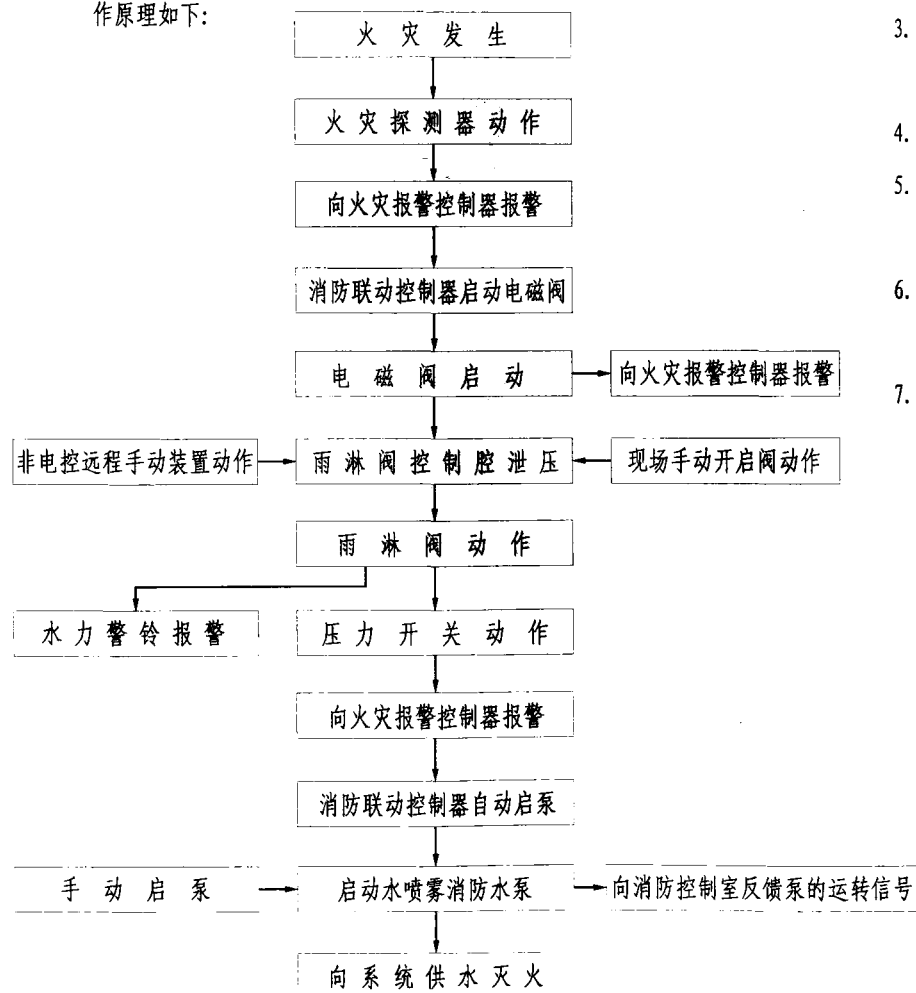 作原理如下:
火灾发生
3.
火灾探测器动作
4.
向火灾报警控制器报警
5.
消防联动控制器启动电磁阀
6.
电磁阀启动
向火灾报警控制器报警
7.
非电控远程手动装置动作
雨淋阀控制腔泄压
现场手动开启阀动作
雨淋阀动作
水力警铃报警
压力开关动作
向火灾报警控制器报警
消防联动控制器自动启泵
手动启泵
启动水喷雾消防水泵
向消防控制室反馈泵的运转信号
向系统供水灭火